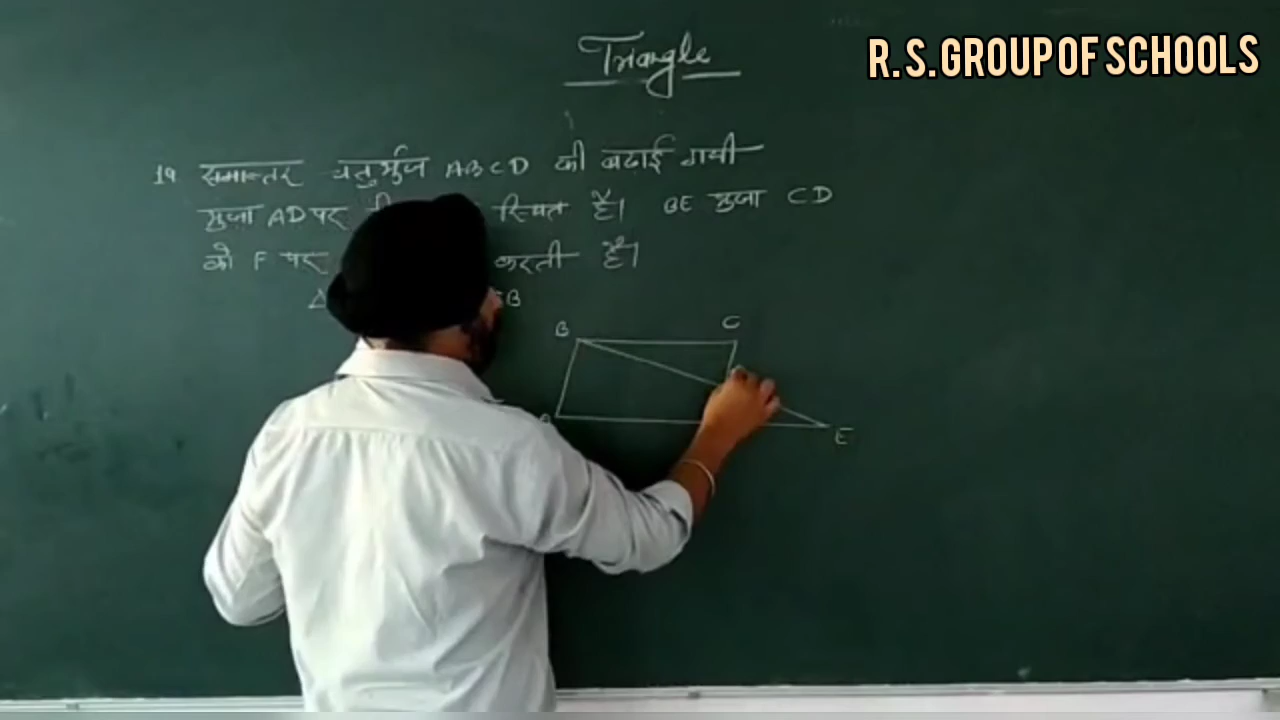 Triangle
R. S. GROUP OF SCHOOLS
19 समान्तर चतुर्भुज ABCD की बढाई गयी
भुजा AD पर स्थित है। BE भुजा CD
को F पर करती है।
Δ B
B C
E